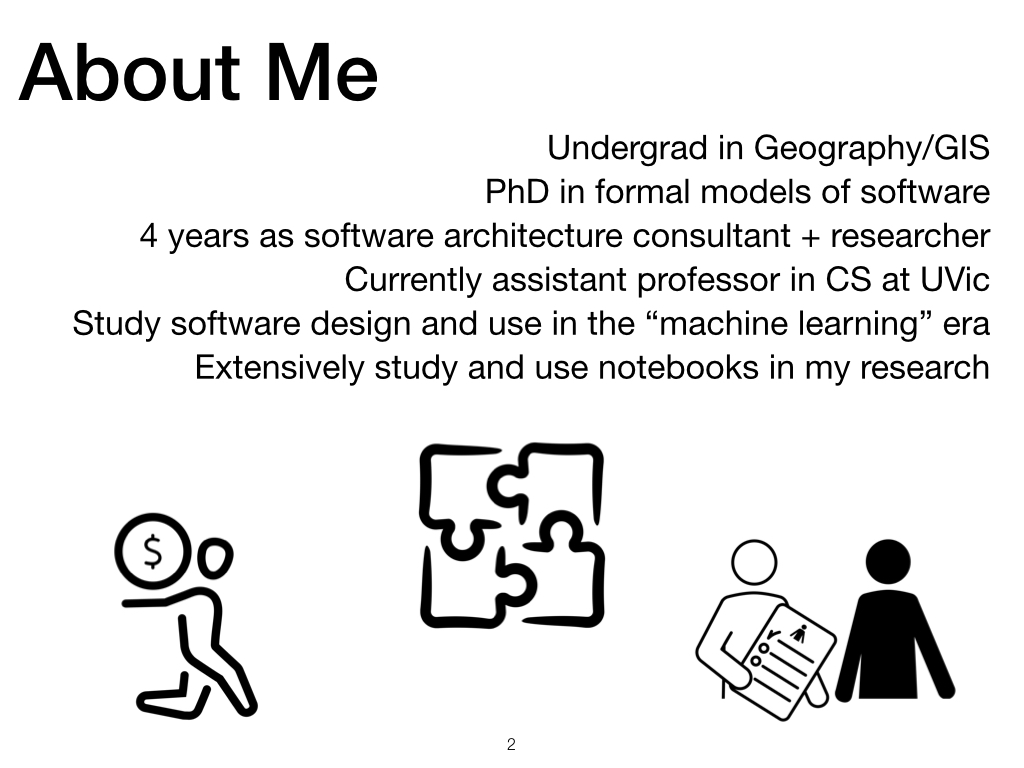 About Me
Undergrad in Geography/GIS
PhD in formal models of software
4 years as software architecture consultant + researcher
Currently assistant professor in CS at UVic
Study software design and use in the “machine learning” era
Extensively study and use notebooks in my research
$
2